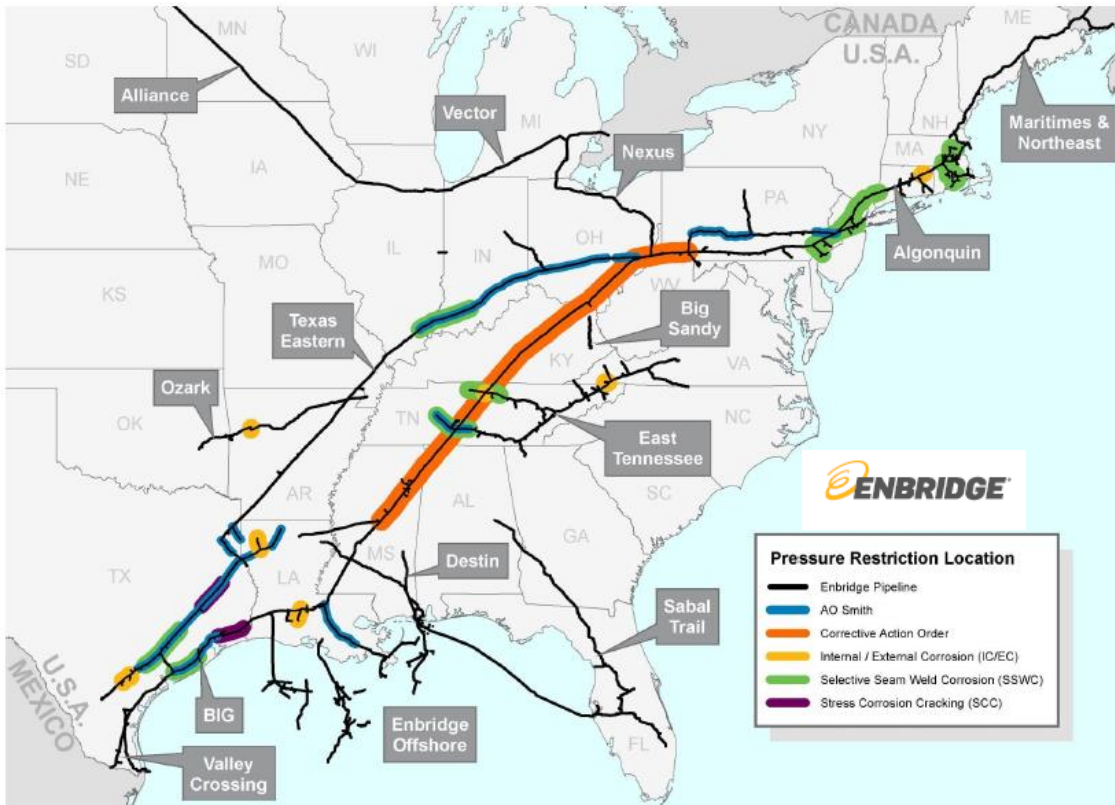 CANADA
U.S.A.
ME
MN
SD
WI
Alliance
Vector
MI
NY
NH
MA
Maritimes &
Northeast
Nexus
IA
NE
PA
OH
IL
IN
Algonquin
MO
KS
WV
Big
Sandy
Texas
Eastern
KY
VA
Ozark
OK
TN
NC
East
Tennessee
AR
SC
AL
GA
MS
Destin
TX
LA
Sabal
Trail
BIG
Enbridge
Offshore
FL
U.S.A.
MEXICO
Valley
Crossing
ENBRIDGE
Pressure Restriction Location
Enbridge Pipeline
AO Smith
Corrective Action Order
Internal / External Corrosion (IC/EC)
Selective Seam Weld Corrosion (SSWC)
Stress Corrosion Cracking (SCC)